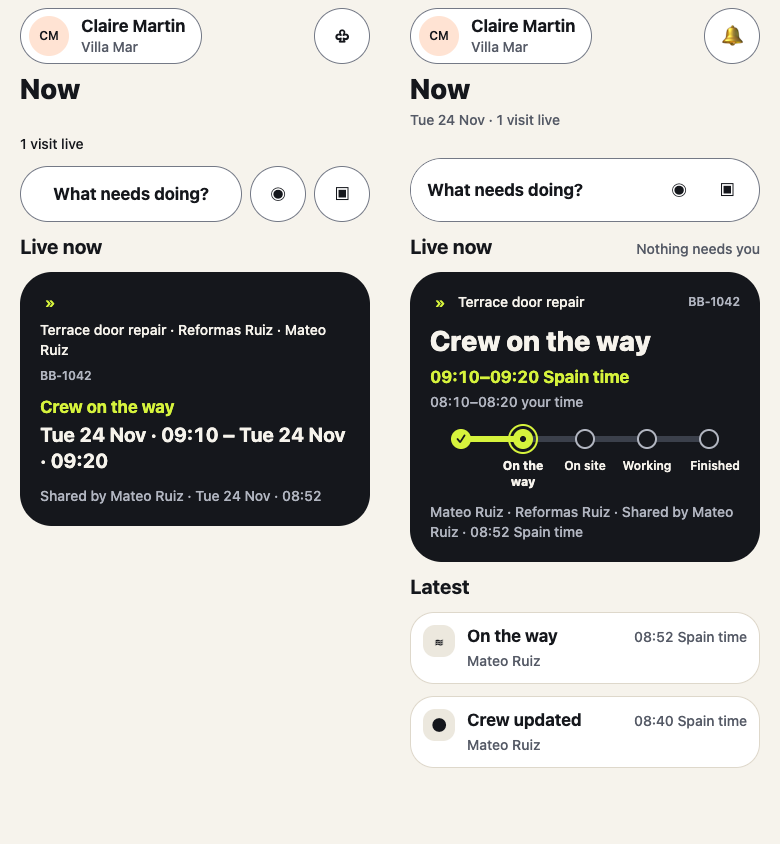 CM
Claire Martin
Villa Mar
Now
1 visit live
What needs doing?
Live now
»
Terrace door repair · Reformas Ruiz · Mateo
Ruiz
BB-1042
Crew on the way
Tue 24 Nov · 09:10 – Tue 24 Nov
· 09:20
Shared by Mateo Ruiz · Tue 24 Nov · 08:52
CM
Claire Martin
Villa Mar
Now
Tue 24 Nov · 1 visit live
What needs doing?
Live now
Nothing needs you
» Terrace door repair
BB-1042
Crew on the way
09:10–09:20 Spain time
08:10–08:20 your time
On the
way
On site
Working
Finished
Mateo Ruiz · Reformas Ruiz · Shared by Mateo
Ruiz · 08:52 Spain time
Latest
On the way
08:52 Spain time
Mateo Ruiz
Crew updated
08:40 Spain time
Mateo Ruiz